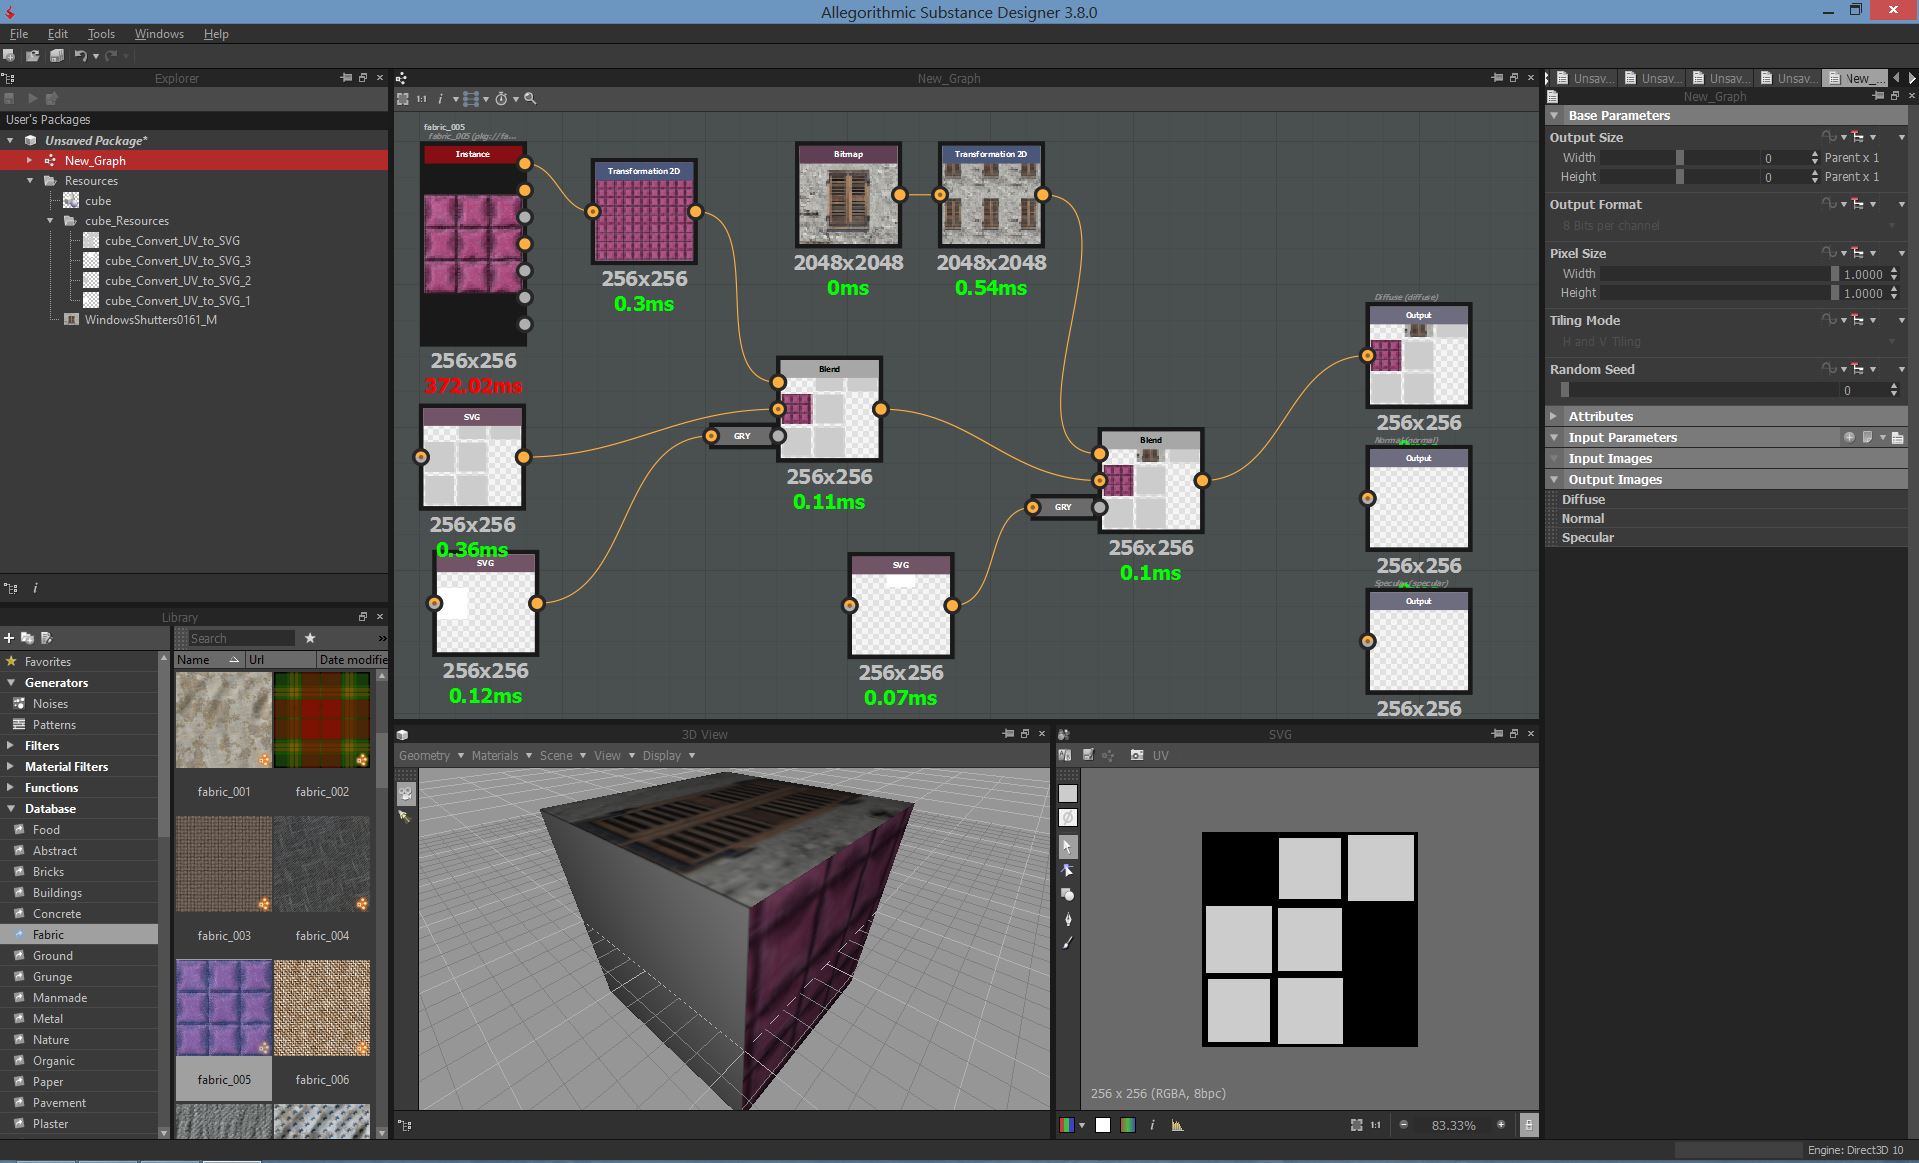 Allegorithmic Substance Designer 3.8.0
File Edit Tools Windows Help
Explorer
User's Packages
Unsaved Package*
New_Graph
Resources
cube
cube_Resources
cube_Convert_UV_to_SVG
cube_Convert_UV_to_SVG_3
cube_Convert_UV_to_SVG_2
cube_Convert_UV_to_SVG_1
WindowsShutters0161_M
Library
Search
Name Url Date modifie
Favorites
Generators
Noises
Patterns
Filters
Material Filters
Functions
Database
Food
Abstract
Bricks
Buildings
Concrete
Fabric
Ground
Grunge
Manmade
Metal
Nature
Organic
Paper
Pavement
Plaster
fabric_001 fabric_002
fabric_003 fabric_004
fabric_005 fabric_006
New_Graph
1:1
fabric_005
fabric_005 (pkg://fa...
Instance
256x256
372.02ms
Transformation 2D
256x256
0.3ms
Bitmap
2048x2048
0ms
Transformation 2D
2048x2048
0.54ms
SVG
256x256
0.36ms
SVG
256x256
0.12ms
GRY
Blend
256x256
0.11ms
SVG
256x256
0.07ms
GRY
Blend
256x256
0.1ms
Diffuse (diffuse)
Output
256x256
Normal (normal)
Output
256x256
Specular (specular)
Output
256x256
3D View
Geometry Materials Scene View Display
SVG
UV
256 x 256 (RGBA, 8bpc)
1:1 83.33%
Unsav... Unsav... Unsav... Unsav... New_...
New_Graph
Base Parameters
Output Size
Width 0 Parent x 1
Height 0 Parent x 1
Output Format
8 Bits per channel
Pixel Size
Width 1.0000
Height 1.0000
Tiling Mode
H and V Tiling
Random Seed
0
Attributes
Input Parameters
Input Images
Output Images
Diffuse
Normal
Specular
Engine: Direct3D 10